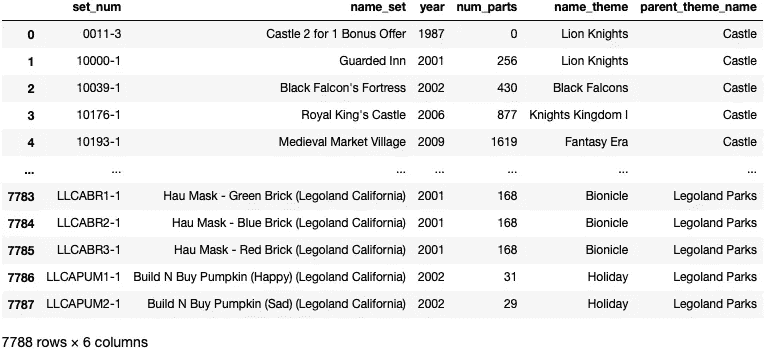 set_num name_set year num_parts name_theme parent_theme_name
0 0011-3 Castle 2 for 1 Bonus Offer 1987 0 Lion Knights Castle
1 10000-1 Guarded Inn 2001 256 Lion Knights Castle
2 10039-1 Black Falcon's Fortress 2002 430 Black Falcons Castle
3 10176-1 Royal King's Castle 2006 877 Knights Kingdom I Castle
4 10193-1 Medieval Market Village 2009 1619 Fantasy Era Castle
... ... ... ... ... ... ...
7783 LLCABR1-1 Hau Mask - Green Brick (Legoland California) 2001 168 Bionicle Legoland Parks
7784 LLCABR2-1 Hau Mask - Blue Brick (Legoland California) 2001 168 Bionicle Legoland Parks
7785 LLCABR3-1 Hau Mask - Red Brick (Legoland California) 2001 168 Bionicle Legoland Parks
7786 LLCAPUM1-1 Build N Buy Pumpkin (Happy) (Legoland California) 2002 31 Holiday Legoland Parks
7787 LLCAPUM2-1 Build N Buy Pumpkin (Sad) (Legoland California) 2002 29 Holiday Legoland Parks
7788 rows × 6 columns